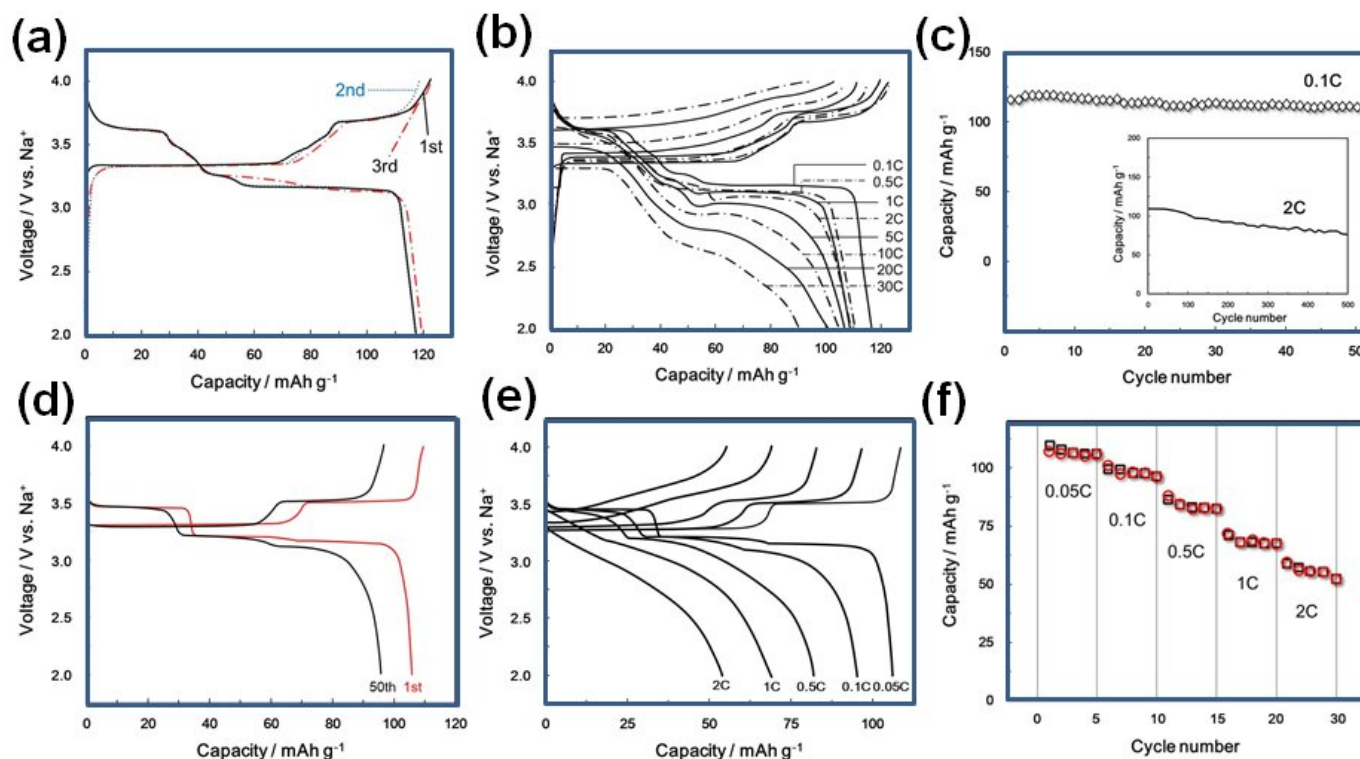 (a)
4.0
3.5
3.0
2.5
2.0
Voltage / V vs. Na⁺
2nd
1st
3rd
0 20 40 60 80 100 120
Capacity / mAh g⁻¹
(b)
4.0
3.5
3.0
2.5
2.0
Voltage / V vs. Na⁺
0.1C
0.5C
1C
2C
5C
10C
20C
30C
0 20 40 60 80 100 120
Capacity / mAh g⁻¹
(c)
150
100
50
0
Capacity / mAh g⁻¹
0.1C
200
150
100
50
0
Capacity / mAh g⁻¹
2C
0 100 200 300 400 500
Cycle number
0 10 20 30 40 50
Cycle number
(d)
4.0
3.5
3.0
2.5
2.0
Voltage / V vs. Na⁺
50th 1st
0 20 40 60 80 100 120
Capacity / mAh g⁻¹
(e)
4.0
3.5
3.0
2.5
2.0
Voltage / V vs. Na⁺
2C 1C 0.5C 0.1C 0.05C
0 25 50 75 100
Capacity / mAh g⁻¹
(f)
100
75
50
25
0
Capacity / mAh g⁻¹
0.05C
0.1C
0.5C
1C
2C
0 5 10 15 20 25 30
Cycle number